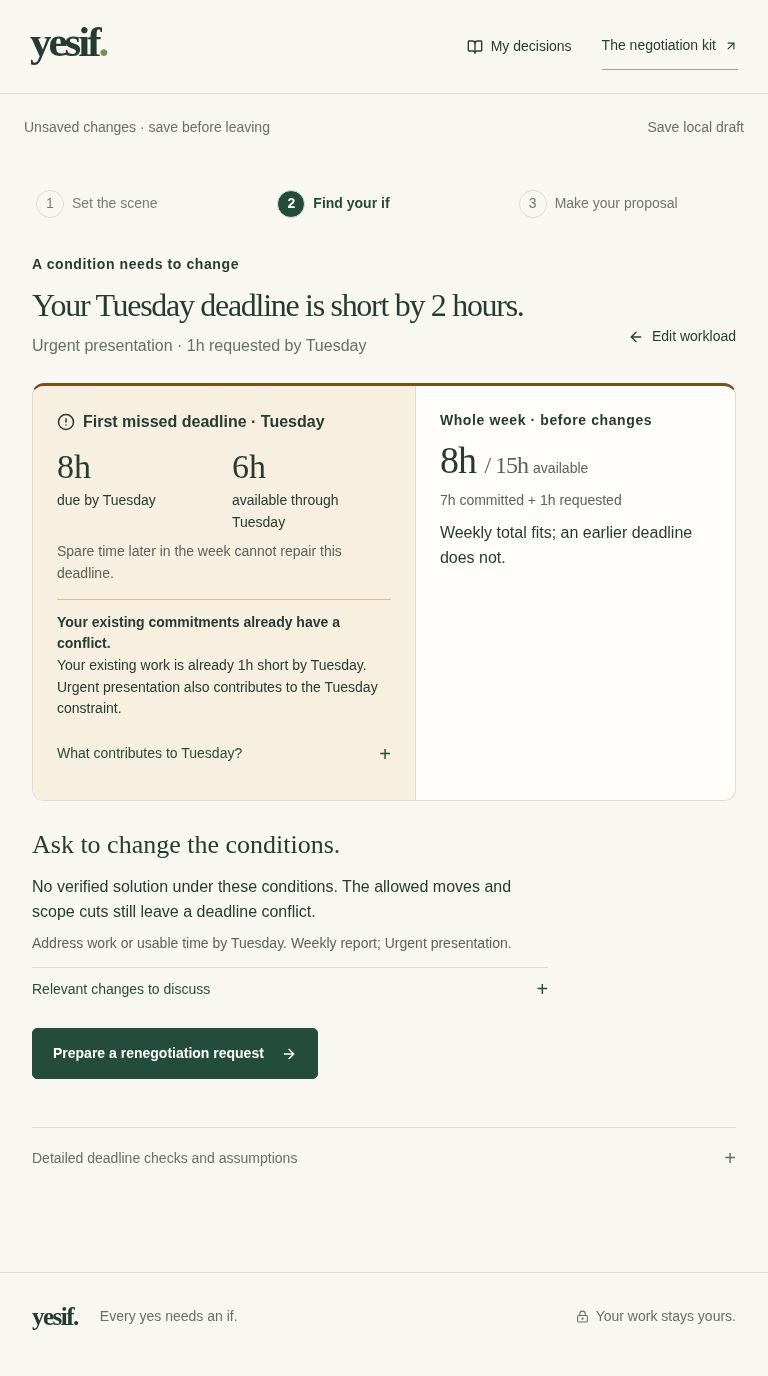 yesif.
My decisions
The negotiation kit
Unsaved changes · save before leaving
Save local draft
1 Set the scene
2 Find your if
3 Make your proposal
A condition needs to change
Your Tuesday deadline is short by 2 hours.
Urgent presentation · 1h requested by Tuesday
Edit workload
First missed deadline · Tuesday
8h
due by Tuesday
6h
available through
Tuesday
Spare time later in the week cannot repair this
deadline.
Your existing commitments already have a
conflict.
Your existing work is already 1h short by Tuesday.
Urgent presentation also contributes to the Tuesday
constraint.
What contributes to Tuesday? +
Whole week · before changes
8h / 15h available
7h committed + 1h requested
Weekly total fits; an earlier deadline
does not.
Ask to change the conditions.
No verified solution under these conditions. The allowed moves and
scope cuts still leave a deadline conflict.
Address work or usable time by Tuesday. Weekly report; Urgent presentation.
Relevant changes to discuss +
Prepare a renegotiation request
Detailed deadline checks and assumptions +
yesif.
Every yes needs an if.
Your work stays yours.